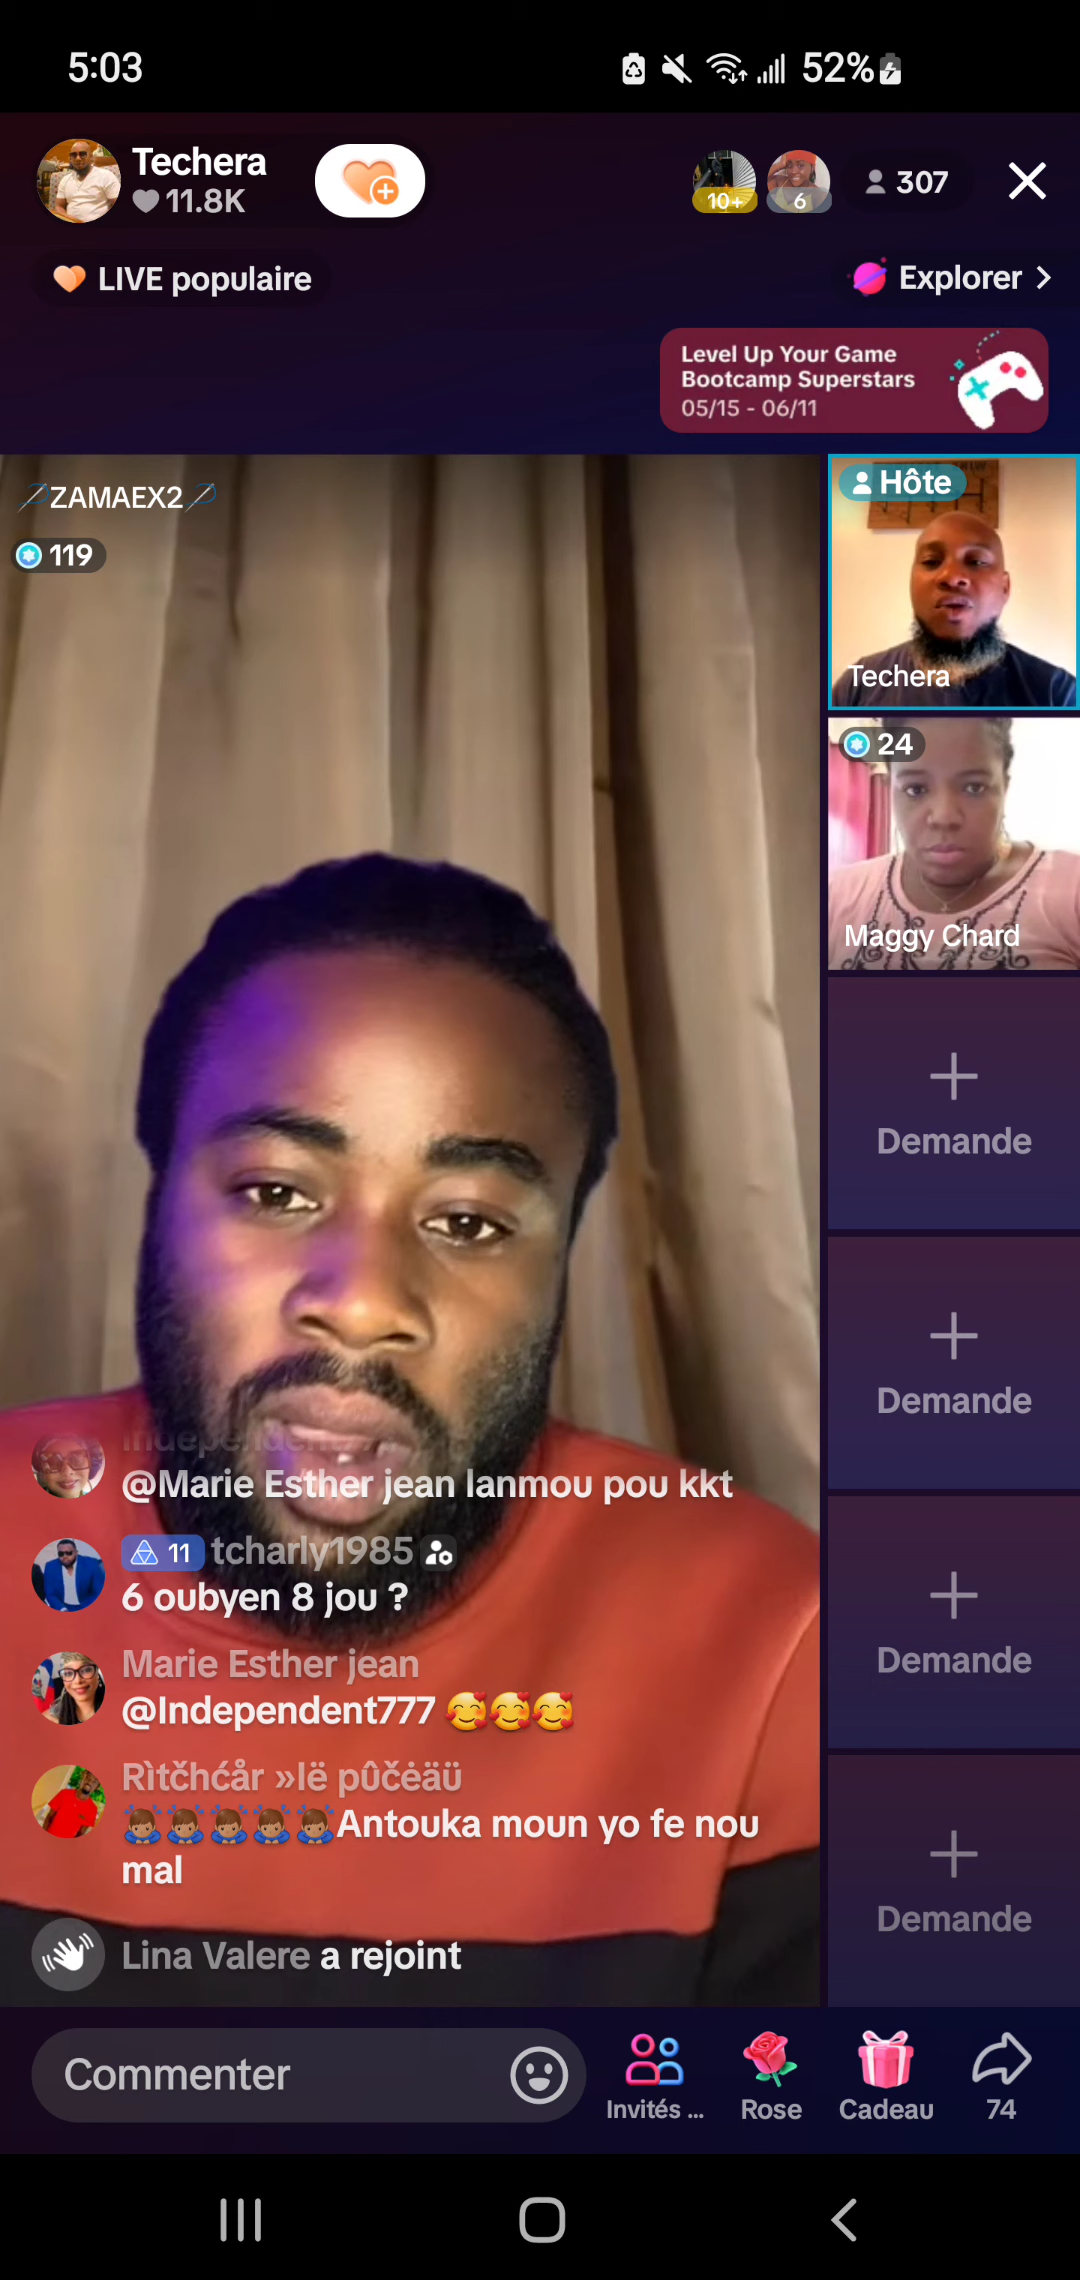 5:03
52%
Techera
11.8K
10+
6
307
LIVE populaire
Explorer
Level Up Your Game
Bootcamp Superstars
05/15 - 06/11
ZAMAEX2
119
Hôte
Techera
24
Maggy Chard
Demande
Demande
Demande
Demande
@Marie Esther jean lanmou pou kkt
11 tcharly1985
6 oubyen 8 jou ?
Marie Esther jean
@Independent777 🥰🥰🥰
Rìtčhćår »lë pûčėäü
🙇🏽‍♂️🙇🏽‍♂️🙇🏽‍♂️🙇🏽‍♂️🙇🏽‍♂️Antouka moun yo fe nou
mal
Lina Valere a rejoint
Commenter
Invités ...
Rose
Cadeau
74